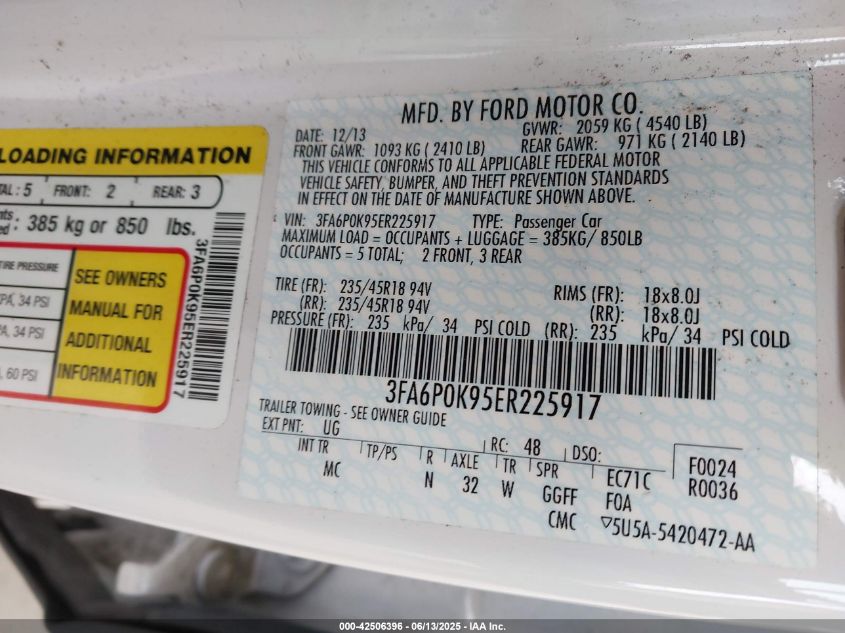 LOADING INFORMATION
TAL : 5 FRONT: 2 REAR: 3
385 kg or 850 lbs.
TIRE PRESSURE
PA, 34 PSI
PA, 34 PSI
, 60 PSI
SEE OWNERS
MANUAL FOR
ADDITIONAL
INFORMATION
3FA6P0K95ER225917
MFD. BY FORD MOTOR CO.
DATE: 12/13 GVWR: 2059 KG ( 4540 LB)
FRONT GAWR: 1093 KG ( 2410 LB) REAR GAWR: 971 KG ( 2140 LB)
THIS VEHICLE CONFORMS TO ALL APPLICABLE FEDERAL MOTOR
VEHICLE SAFETY, BUMPER, AND THEFT PREVENTION STANDARDS
IN EFFECT ON THE DATE OF MANUFACTURE SHOWN ABOVE.
VIN: 3FA6P0K95ER225917 TYPE: Passenger Car
MAXIMUM LOAD = OCCUPANTS + LUGGAGE = 385KG/ 850LB
OCCUPANTS = 5 TOTAL; 2 FRONT, 3 REAR
TIRE (FR): 235/45R18 94V RIMS (FR): 18x8.0J
(RR): 235/45R18 94V (RR): 18x8.0J
PRESSURE (FR): 235 kPa/ 34 PSI COLD (RR): 235 kPa/ 34 PSI COLD
3FA6P0K95ER225917
TRAILER TOWING - SEE OWNER GUIDE
EXT PNT: UG RC: 48 DSO:
INT TR TP/PS R AXLE TR SPR EC71C F0024
MC N 32 W GGFF F0A R0036
CMC ▽5U5A-5420472-AA
000-42506396 - 06/13/2025 - IAA Inc.